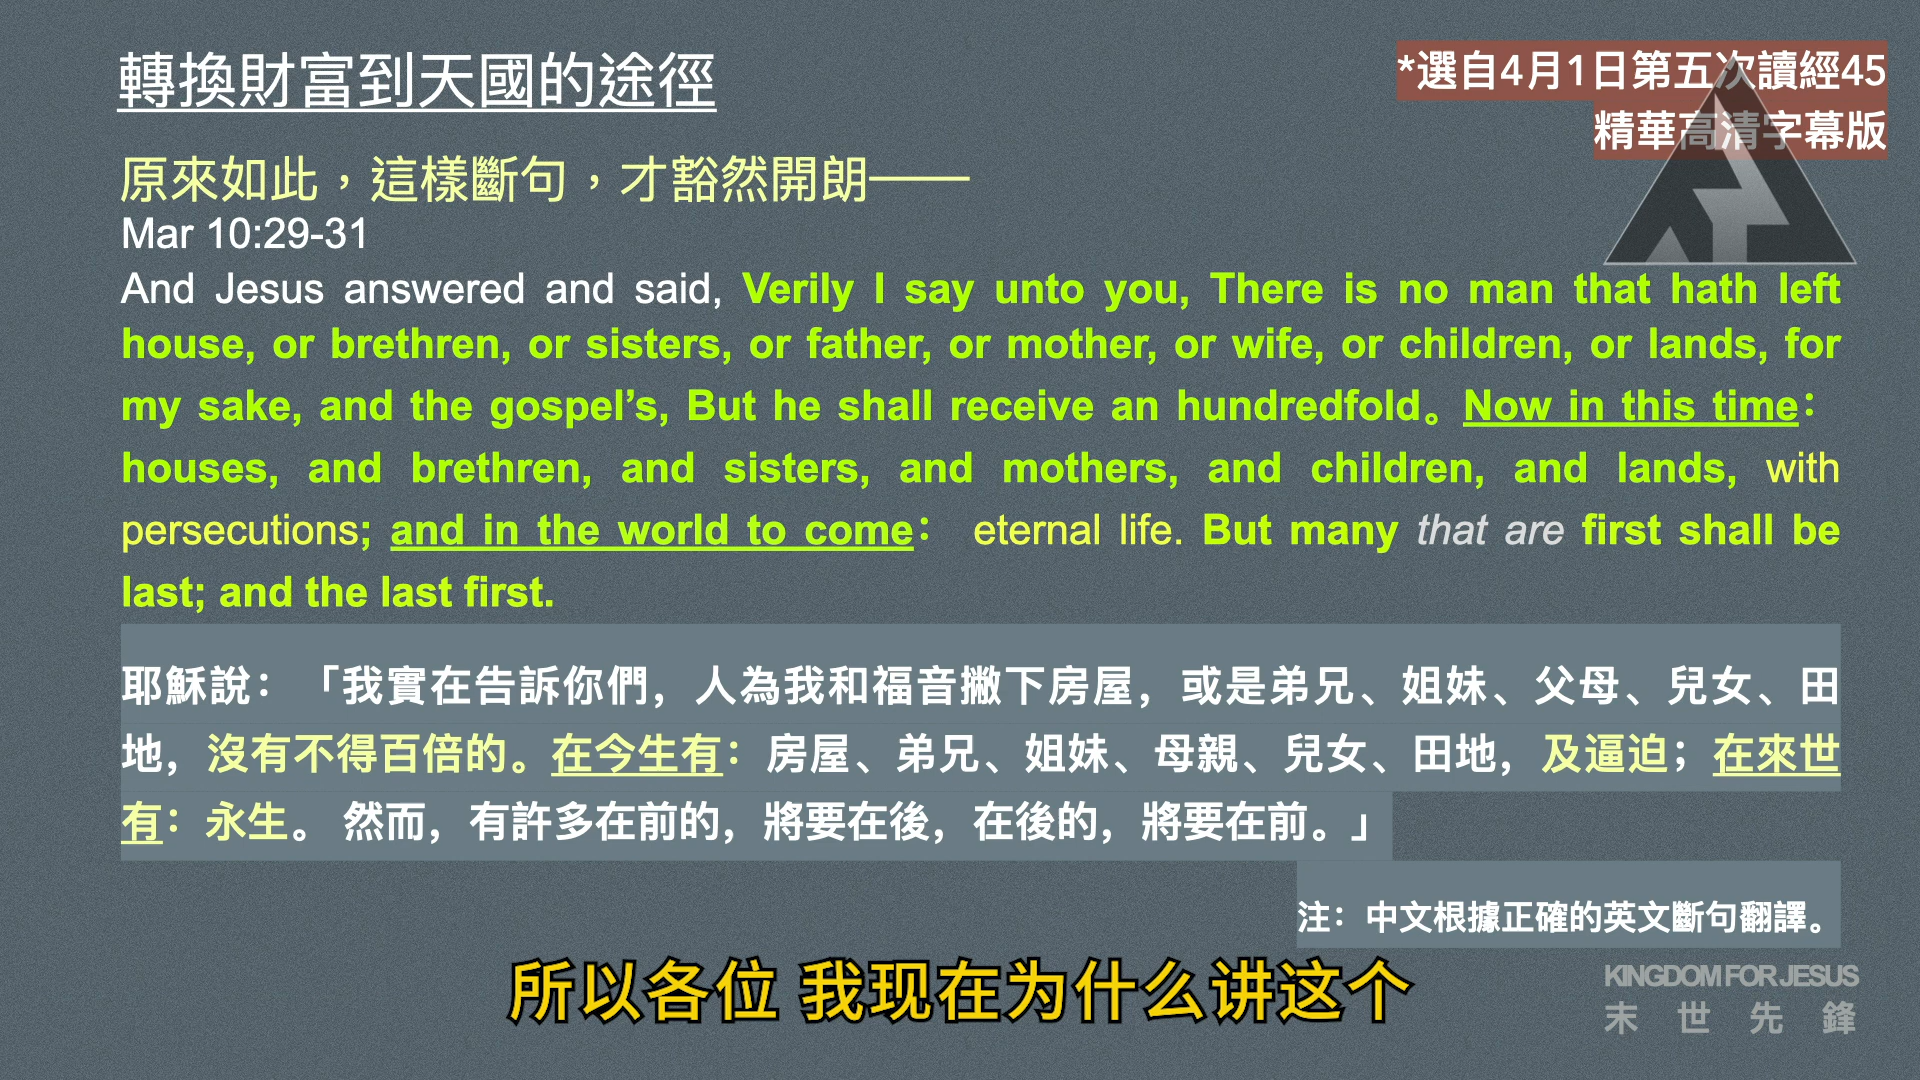 轉換財富到天國的途徑
*選自4月1日第五次讀經45
精華高清字幕版
原來如此，這樣斷句，才豁然開朗——
Mar 10:29-31
And Jesus answered and said, Verily I say unto you, There is no man that hath left
house, or brethren, or sisters, or father, or mother, or wife, or children, or lands, for
my sake, and the gospel’s, But he shall receive an hundredfold。Now in this time：
houses, and brethren, and sisters, and mothers, and children, and lands, with
persecutions; and in the world to come： eternal life. But many that are first shall be
last; and the last first.
耶穌說：「我實在告訴你們，人為我和福音撇下房屋，或是弟兄、姐妹、父母、兒女、田
地，沒有不得百倍的。在今生有：房屋、弟兄、姐妹、母親、兒女、田地，及逼迫；在來世
有：永生。 然而，有許多在前的，將要在後，在後的，將要在前。」
注：中文根據正確的英文斷句翻譯。
所以各位 我现在为什么讲这个
KINGDOM FOR JESUS
末世先鋒